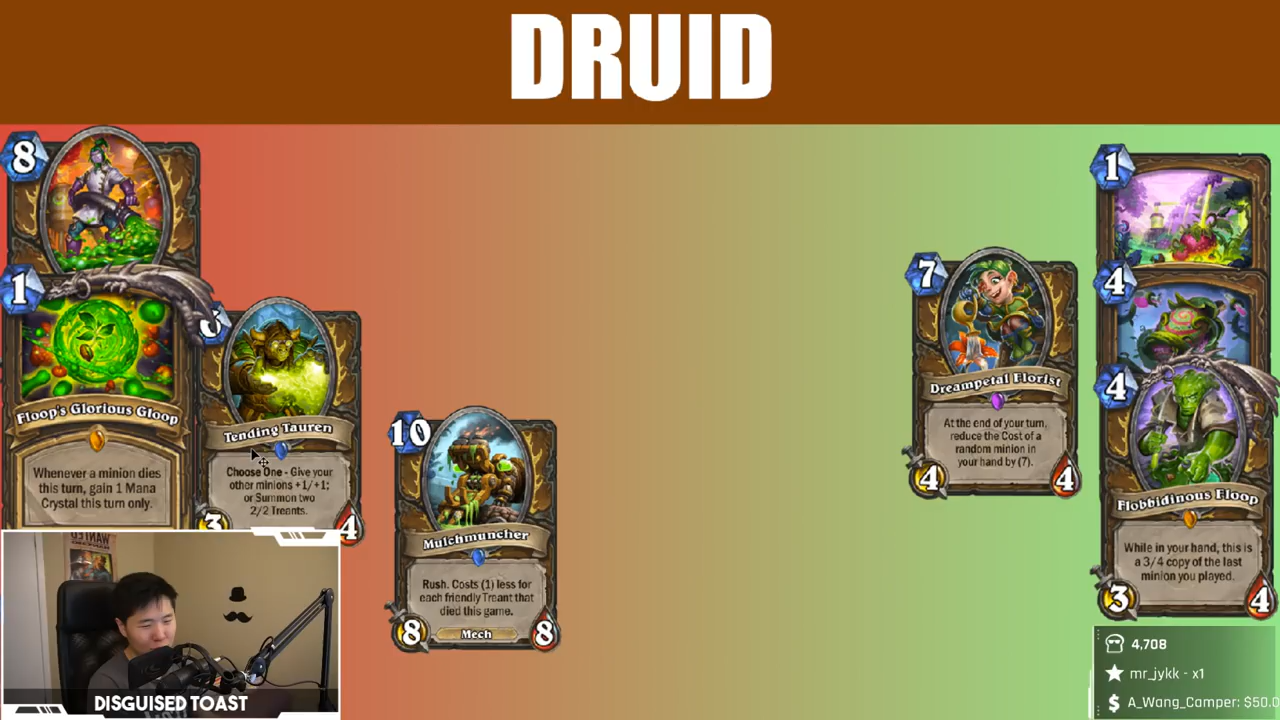 DRUID
8
1
Floop's Glorious Gloop
Whenever a minion dies
this turn, gain 1 Mana
Crystal this turn only.
Tending Tauren
Choose One - Give your
other minions +1/+1;
or Summon two
2/2 Treants.
3
4
10
Mulchmuncher
Rush. Costs (1) less for
each friendly Treant that
died this game.
8
Mech
8
7
Dreampetal Florist
At the end of your turn,
reduce the Cost of a
random minion in
your hand by (7).
4
4
1
4
4
Flobbidinous Floop
While in your hand, this is
a 3/4 copy of the last
minion you played.
3
4
WANTED
DISGUISED TOAST
4,708
mr_jykk - x1
A_Wang_Camper: $50.0